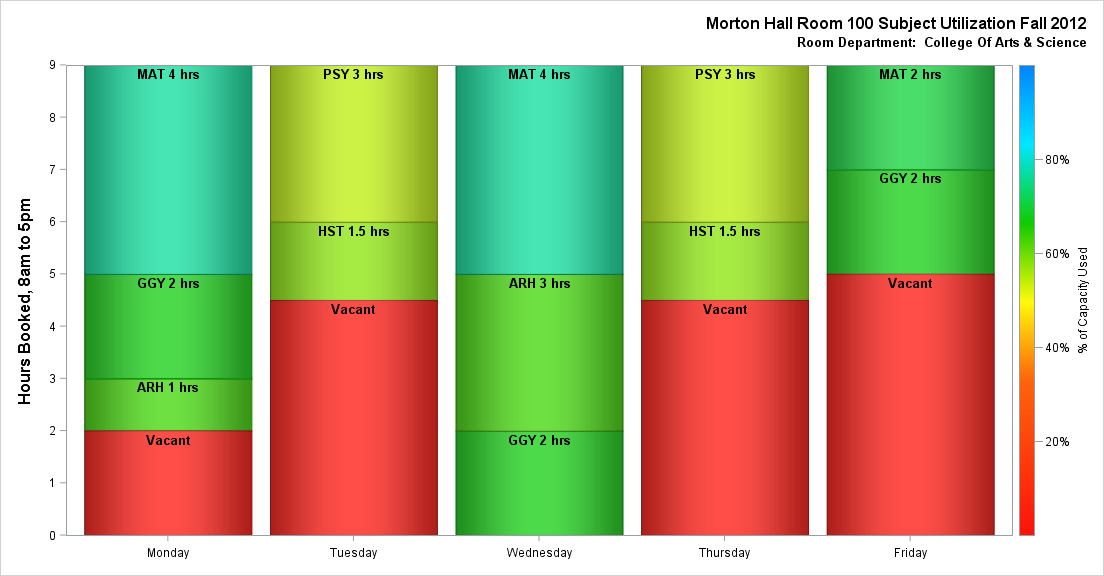 Morton Hall Room 100 Subject Utilization Fall 2012
Room Department:  College Of Arts & Science
Hours Booked, 8am to 5pm
9
8
7
6
5
4
3
2
1
0
MAT 4 hrs
GGY 2 hrs
ARH 1 hrs
Vacant
PSY 3 hrs
HST 1.5 hrs
Vacant
MAT 4 hrs
ARH 3 hrs
GGY 2 hrs
PSY 3 hrs
HST 1.5 hrs
Vacant
MAT 2 hrs
GGY 2 hrs
Vacant
Monday
Tuesday
Wednesday
Thursday
Friday
80%
60%
40%
20%
% of Capacity Used